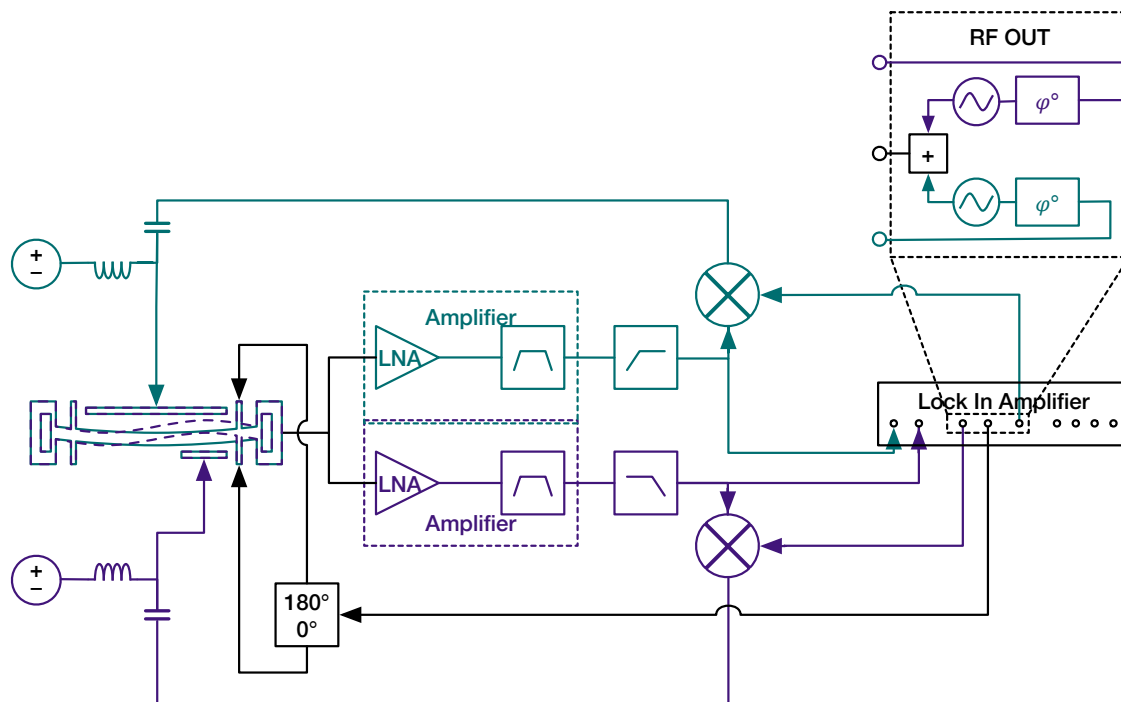 RF OUT
φ°
+
φ°
+
−
Amplifier
LNA
Lock In Amplifier
LNA
Amplifier
+
−
180°
0°